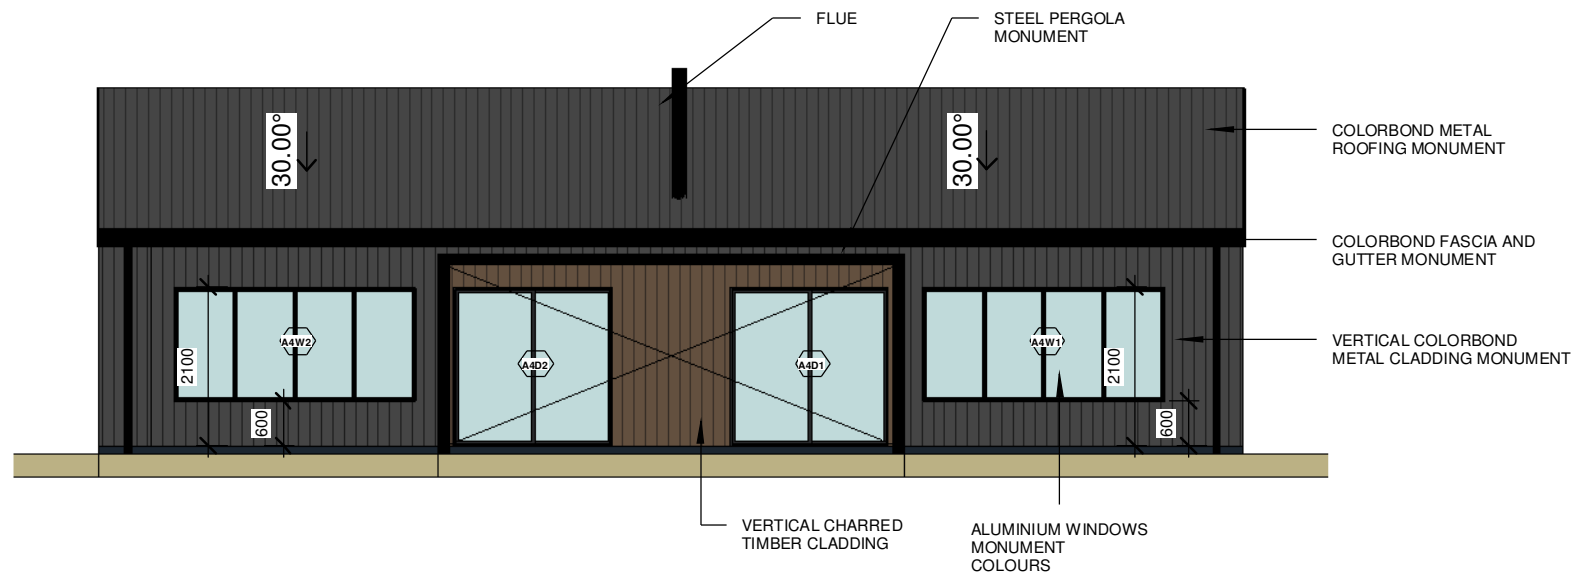 FLUE
STEEL PERGOLA
MONUMENT
30.00°
30.00°
COLORBOND METAL
ROOFING MONUMENT
COLORBOND FASCIA AND
GUTTER MONUMENT
VERTICAL COLORBOND
METAL CLADDING MONUMENT
A4W2
A4D2
A4D1
A4W1
2100
600
2100
600
VERTICAL CHARRED
TIMBER CLADDING
ALUMINIUM WINDOWS
MONUMENT
COLOURS